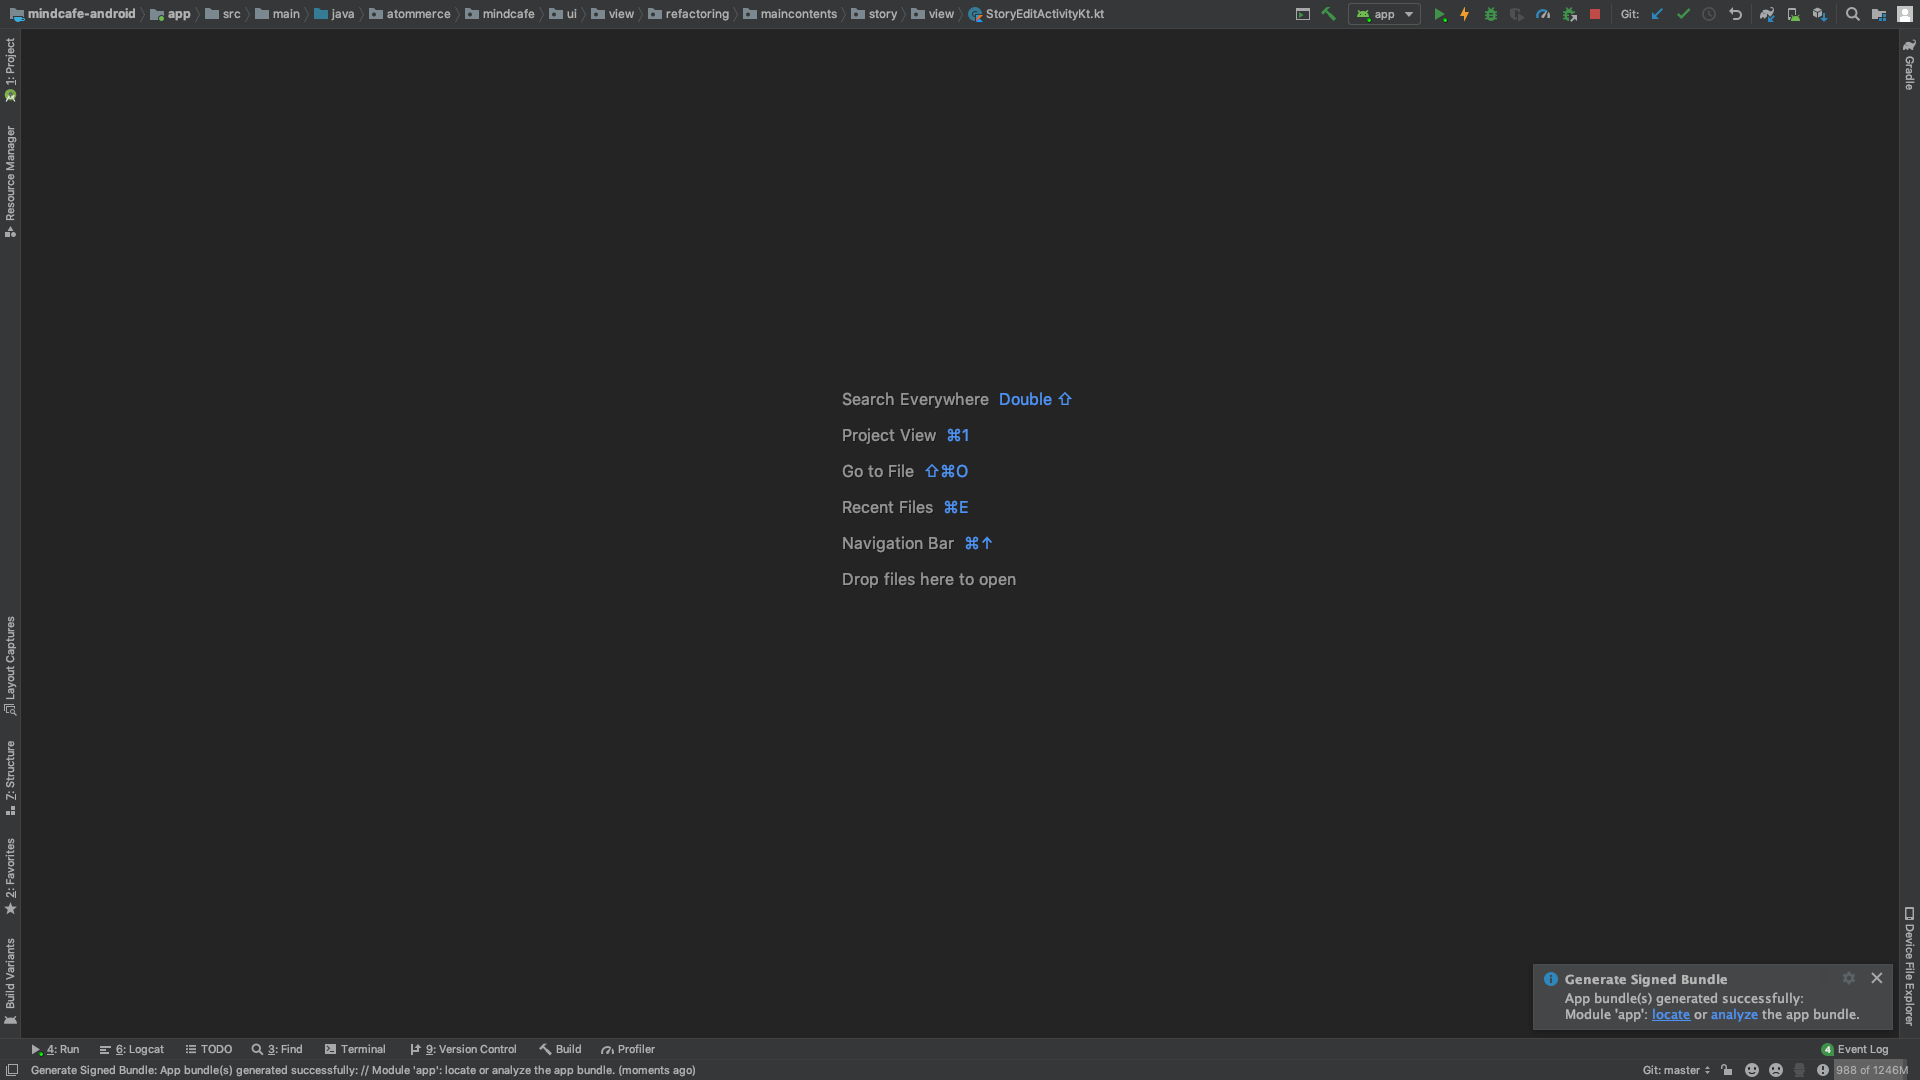 mindcafe-android app src main java atommerce mindcafe ui view refactoring maincontents story view StoryEditActivityKt.kt
app
Git:
1: Project
Resource Manager
Layout Captures
Z: Structure
2: Favorites
Build Variants
Gradle
Device File Explorer
Search Everywhere Double ⇧
Project View ⌘1
Go to File ⇧⌘O
Recent Files ⌘E
Navigation Bar ⌘↑
Drop files here to open
Generate Signed Bundle
App bundle(s) generated successfully:
Module 'app': locate or analyze the app bundle.
4: Run 6: Logcat TODO 3: Find Terminal 9: Version Control Build Profiler
4 Event Log
Generate Signed Bundle: App bundle(s) generated successfully: // Module 'app': locate or analyze the app bundle. (moments ago)
Git: master
988 of 1246M